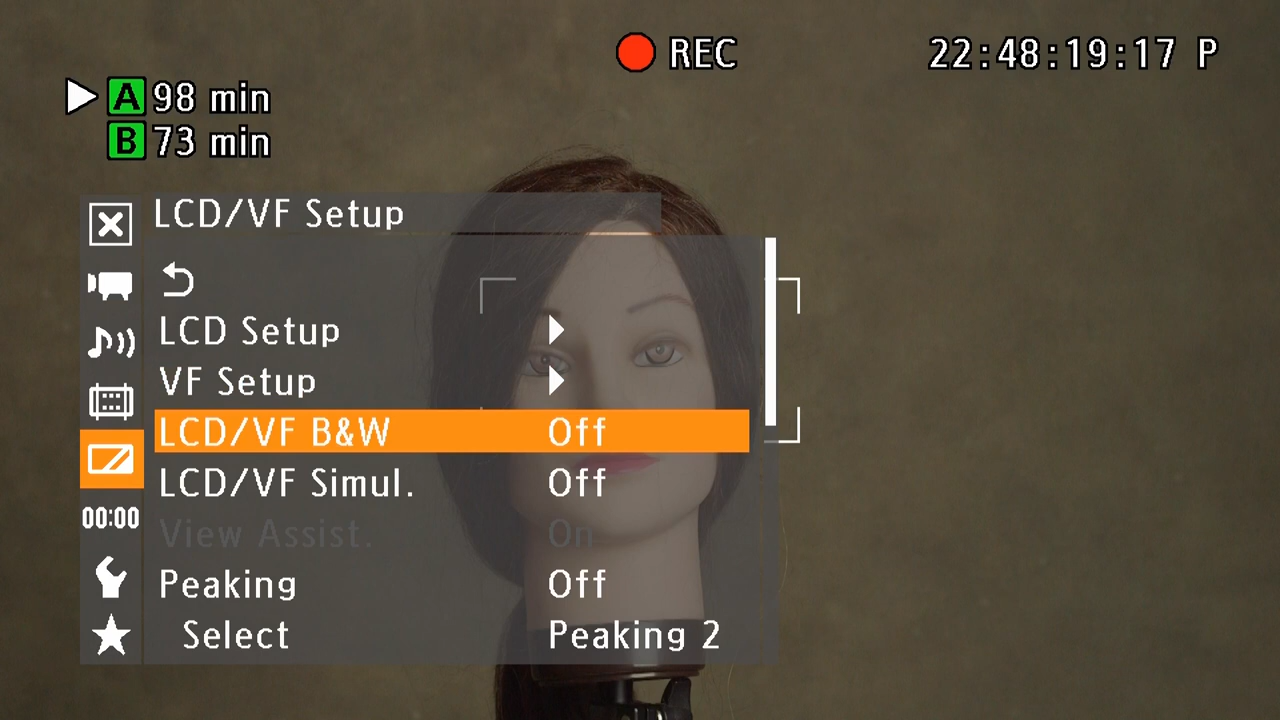 REC
22:48:19:17 P
A 98 min
B 73 min
LCD/VF Setup
LCD Setup
VF Setup
LCD/VF B&W Off
LCD/VF Simul. Off
View Assist. On
00:00
Peaking Off
Select Peaking 2